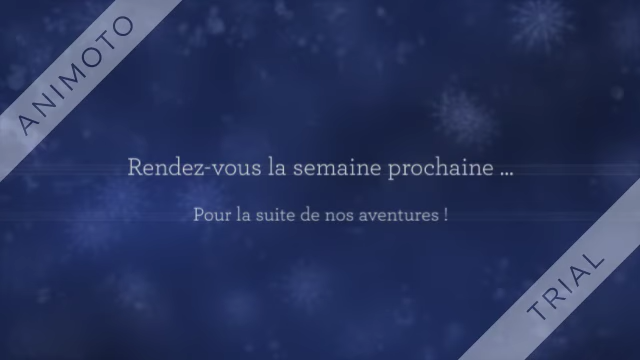 ANIMOTO
Rendez-vous la semaine prochaine ...
Pour la suite de nos aventures !
TRIAL